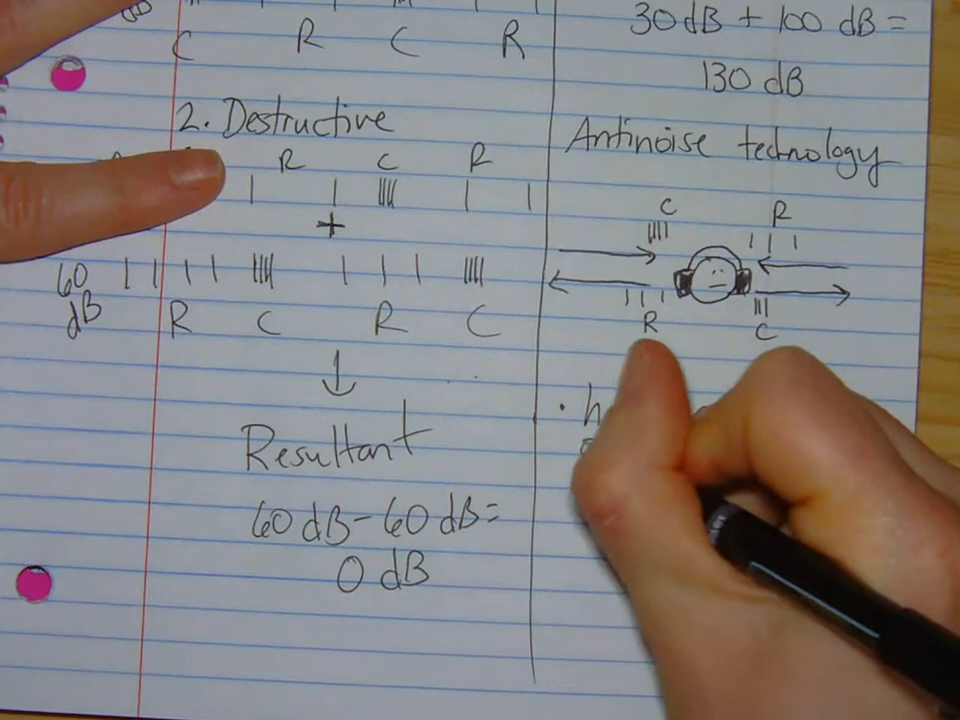 dB
C R C R
2. Destructive
R C R
+
60
dB
R C R C
Resultant
60 dB - 60 dB =
0 dB
30 dB + 100 dB =
130 dB
Antinoise technology
C R
R C
• h